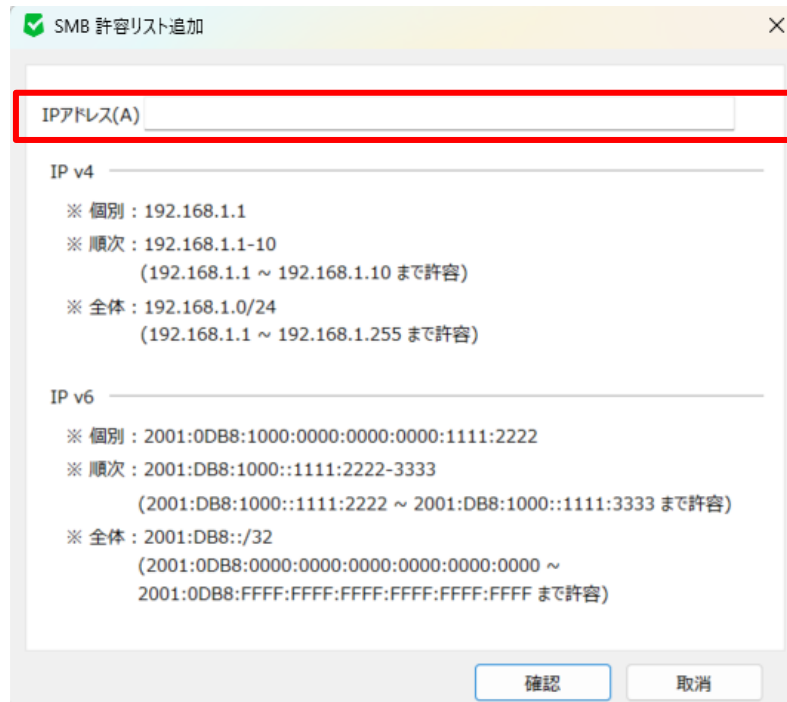 SMB 許容リスト追加
IPアドレス(A)
IP v4
※ 個別 : 192.168.1.1
※ 順次 : 192.168.1.1-10
(192.168.1.1 ~ 192.168.1.10 まで許容)
※ 全体 : 192.168.1.0/24
(192.168.1.1 ~ 192.168.1.255 まで許容)
IP v6
※ 個別 : 2001:0DB8:1000:0000:0000:0000:1111:2222
※ 順次 : 2001:DB8:1000::1111:2222-3333
(2001:DB8:1000::1111:2222 ~ 2001:DB8:1000::1111:3333 まで許容)
※ 全体 : 2001:DB8::/32
(2001:0DB8:0000:0000:0000:0000:0000:0000 ~
2001:0DB8:FFFF:FFFF:FFFF:FFFF:FFFF:FFFF まで許容)
確認 取消